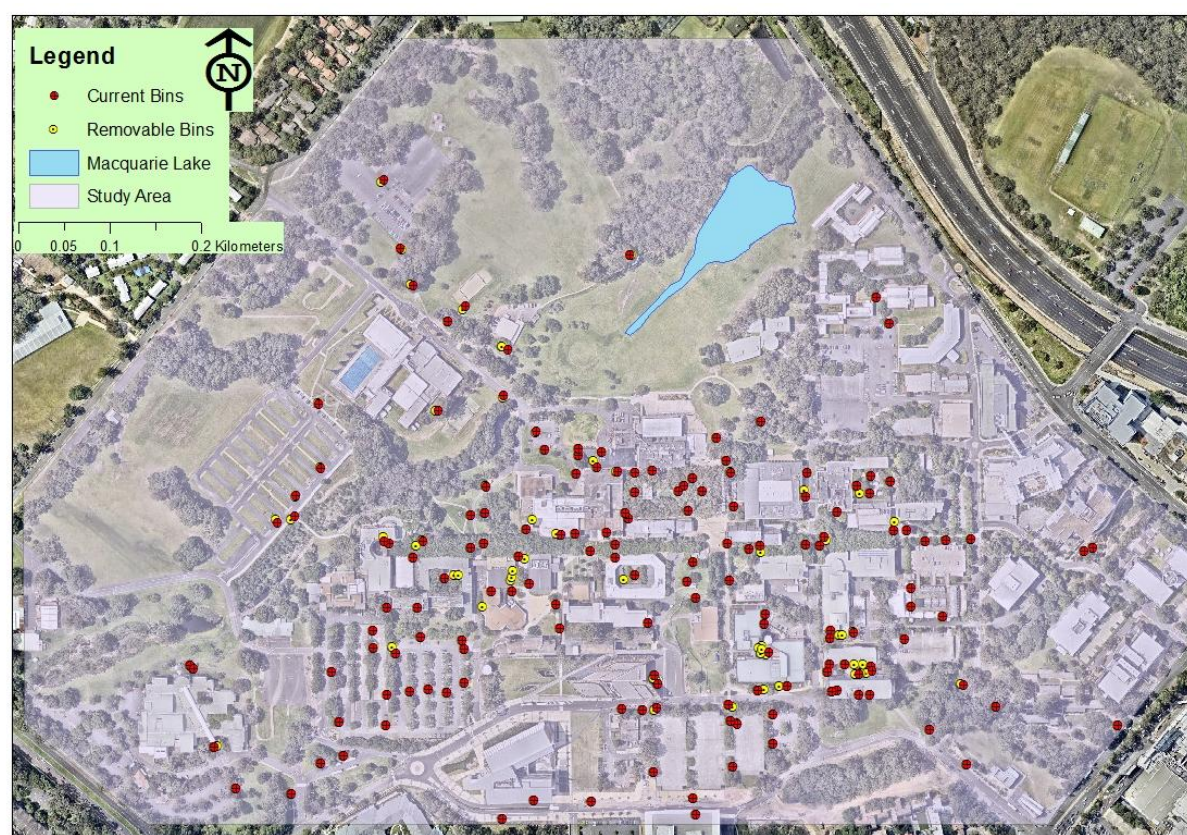 Legend
N
Current Bins
Removable Bins
Macquarie Lake
Study Area
0 0.05 0.1 0.2 Kilometers